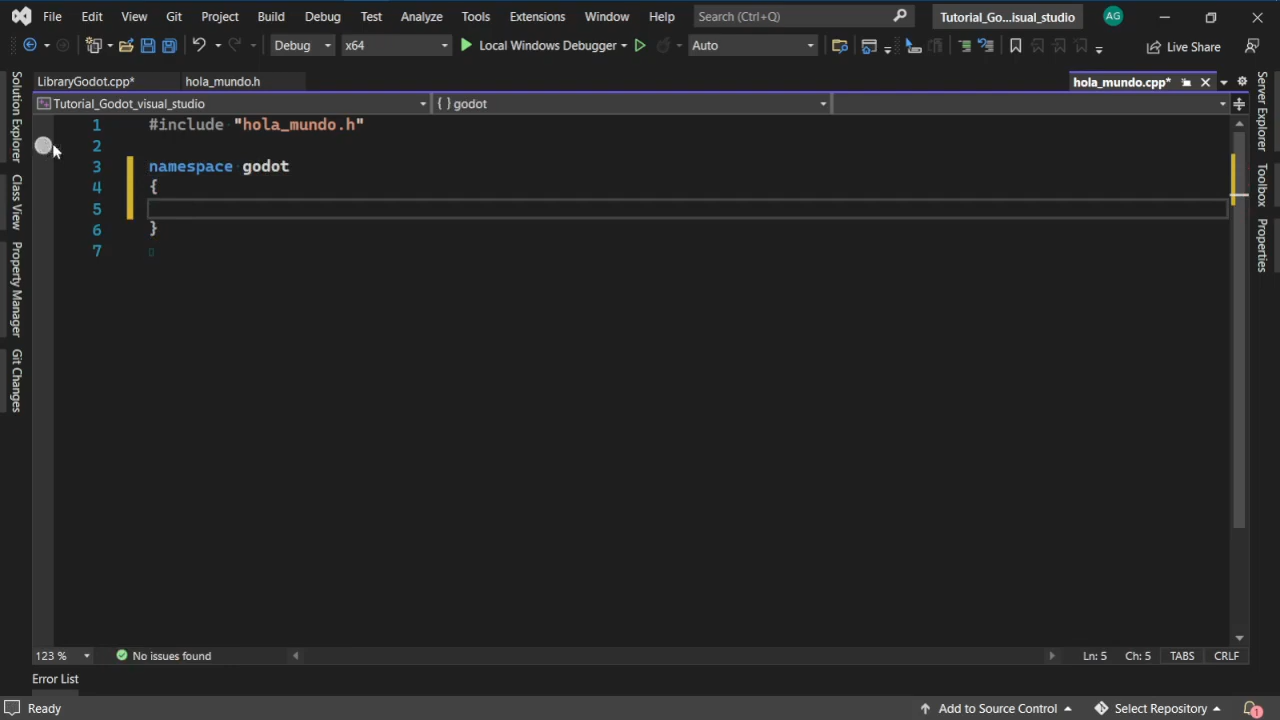 File Edit View Git Project Build Debug Test Analyze Tools Extensions Window Help Search (Ctrl+Q) Tutorial_Go...isual_studio AG
Debug x64 Local Windows Debugger Auto Live Share
LibraryGodot.cpp* hola_mundo.h hola_mundo.cpp*
Tutorial_Godot_visual_studio { } godot
Solution Explorer
Class View
Property Manager
Git Changes
1 #include "hola_mundo.h"
2
3 namespace godot
4 {
5
6 }
7
Server Explorer
Toolbox
Properties
123 % No issues found Ln: 5 Ch: 5 TABS CRLF
Error List
Ready Add to Source Control Select Repository 1